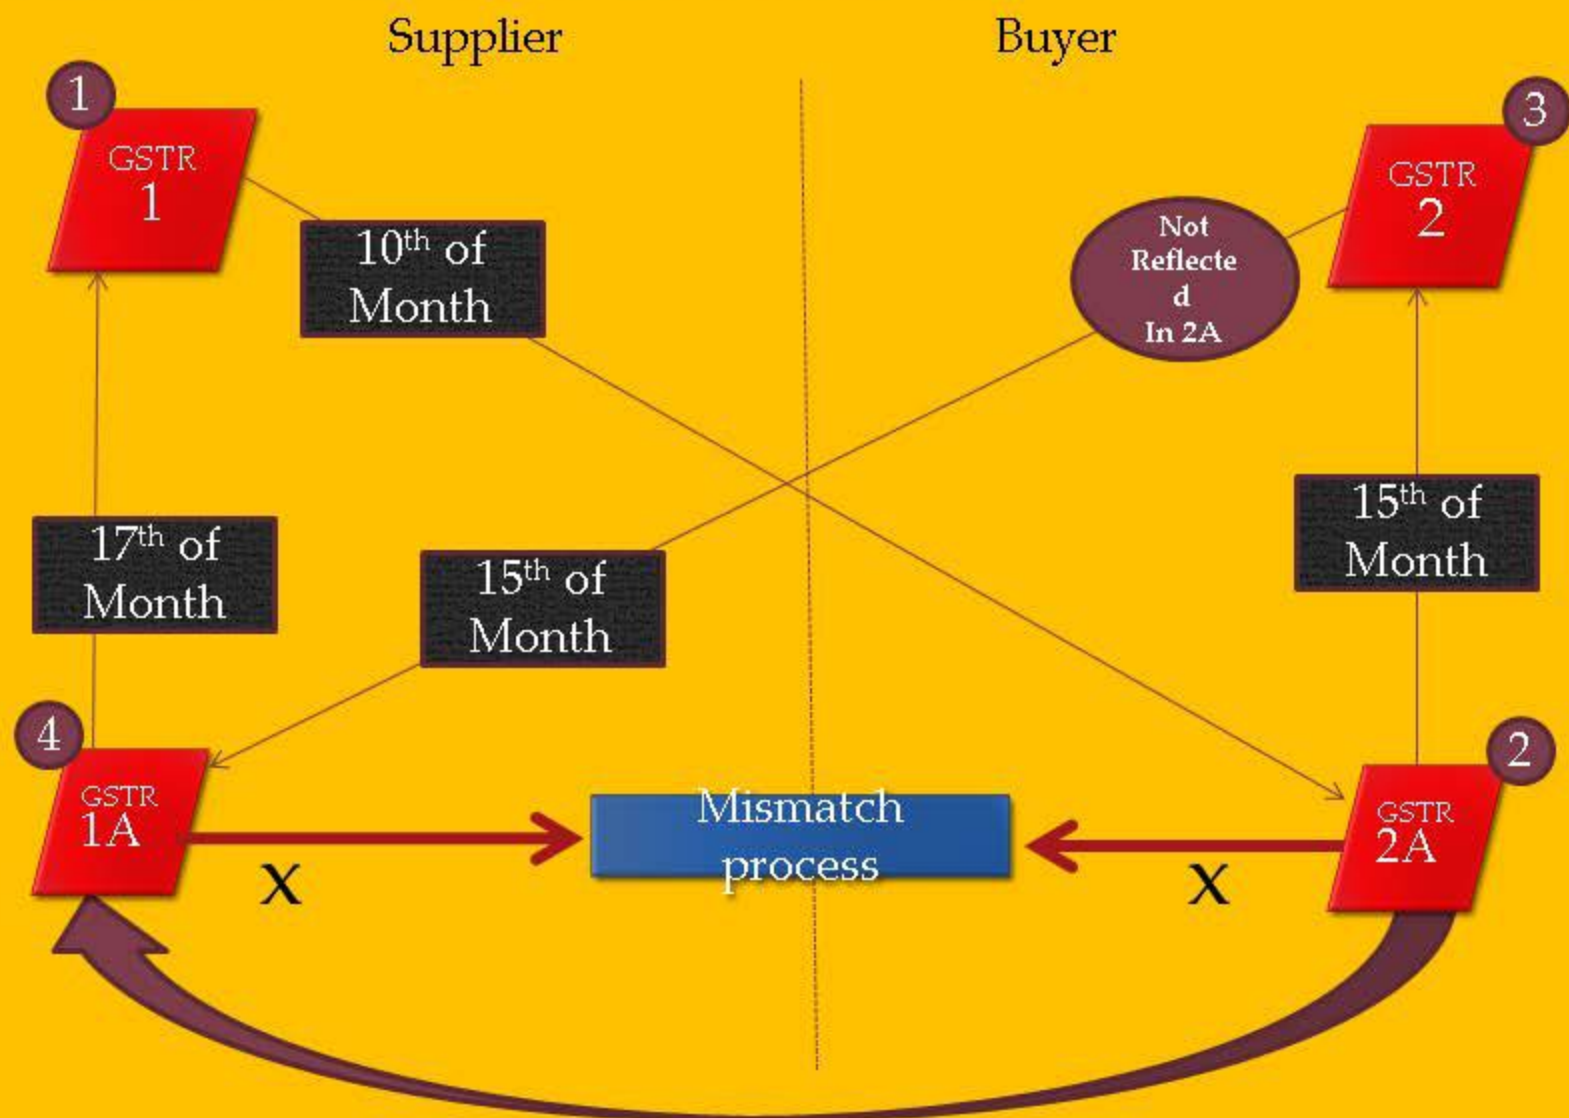 Supplier
Buyer
1
GSTR
1
10th of
Month
3
GSTR
2
Not
Reflecte
d
In 2A
17th of
Month
15th of
Month
15th of
Month
4
GSTR
1A
X
Mismatch
process
X
2
GSTR
2A